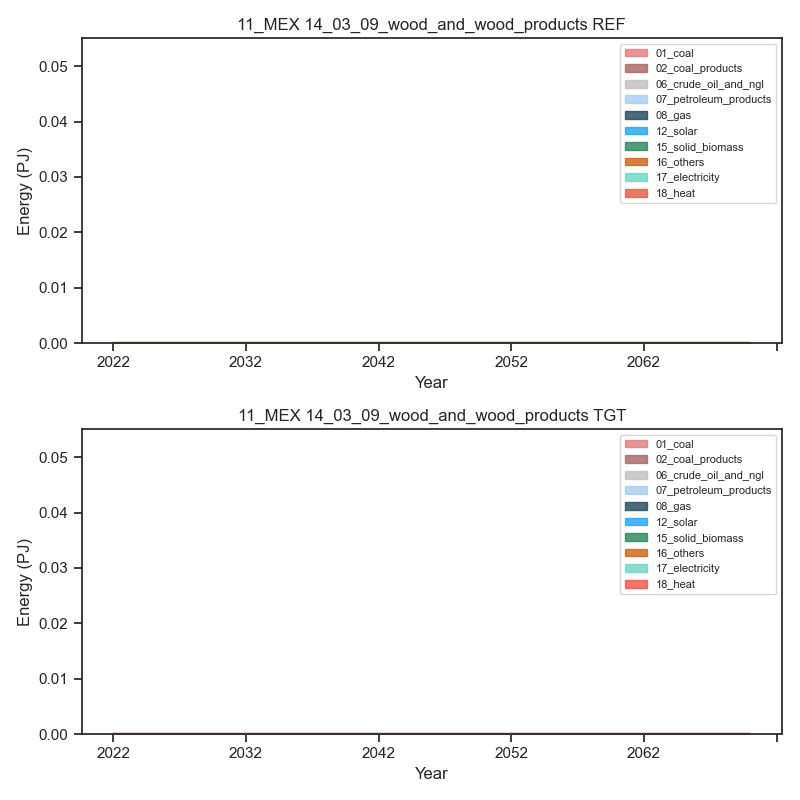 11_MEX 14_03_09_wood_and_wood_products REF
0.05
0.04
0.03
0.02
0.01
0.00
Energy (PJ)
01_coal
02_coal_products
06_crude_oil_and_ngl
07_petroleum_products
08_gas
12_solar
15_solid_biomass
16_others
17_electricity
18_heat
2022 2032 2042 2052 2062
Year
11_MEX 14_03_09_wood_and_wood_products TGT
0.05
0.04
0.03
0.02
0.01
0.00
Energy (PJ)
01_coal
02_coal_products
06_crude_oil_and_ngl
07_petroleum_products
08_gas
12_solar
15_solid_biomass
16_others
17_electricity
18_heat
2022 2032 2042 2052 2062
Year